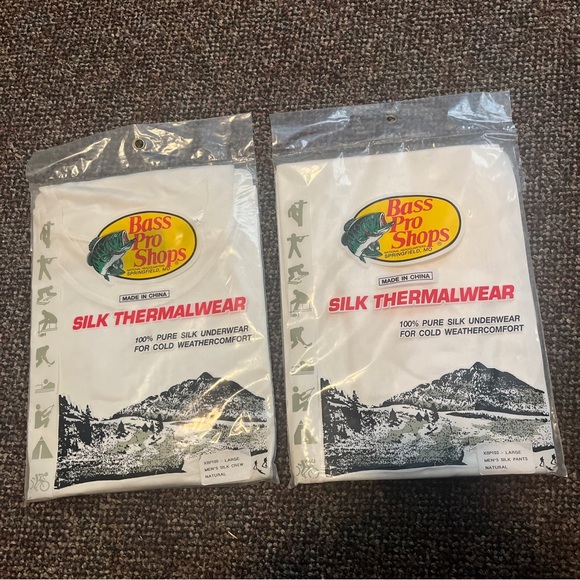 Bass
Pro
Shops
SPRINGFIELD, MO
MADE IN CHINA
SILK THERMALWEAR
100% PURE SILK UNDERWEAR
FOR COLD WEATHERCOMFORT
LARGE
MEN'S SILK CREW
NATURAL
Bass
Pro
Shops
SPRINGFIELD, MO
MADE IN CHINA
SILK THERMALWEAR
100% PURE SILK UNDERWEAR
FOR COLD WEATHERCOMFORT
- LARGE
MEN'S SILK PANTS
NATURAL